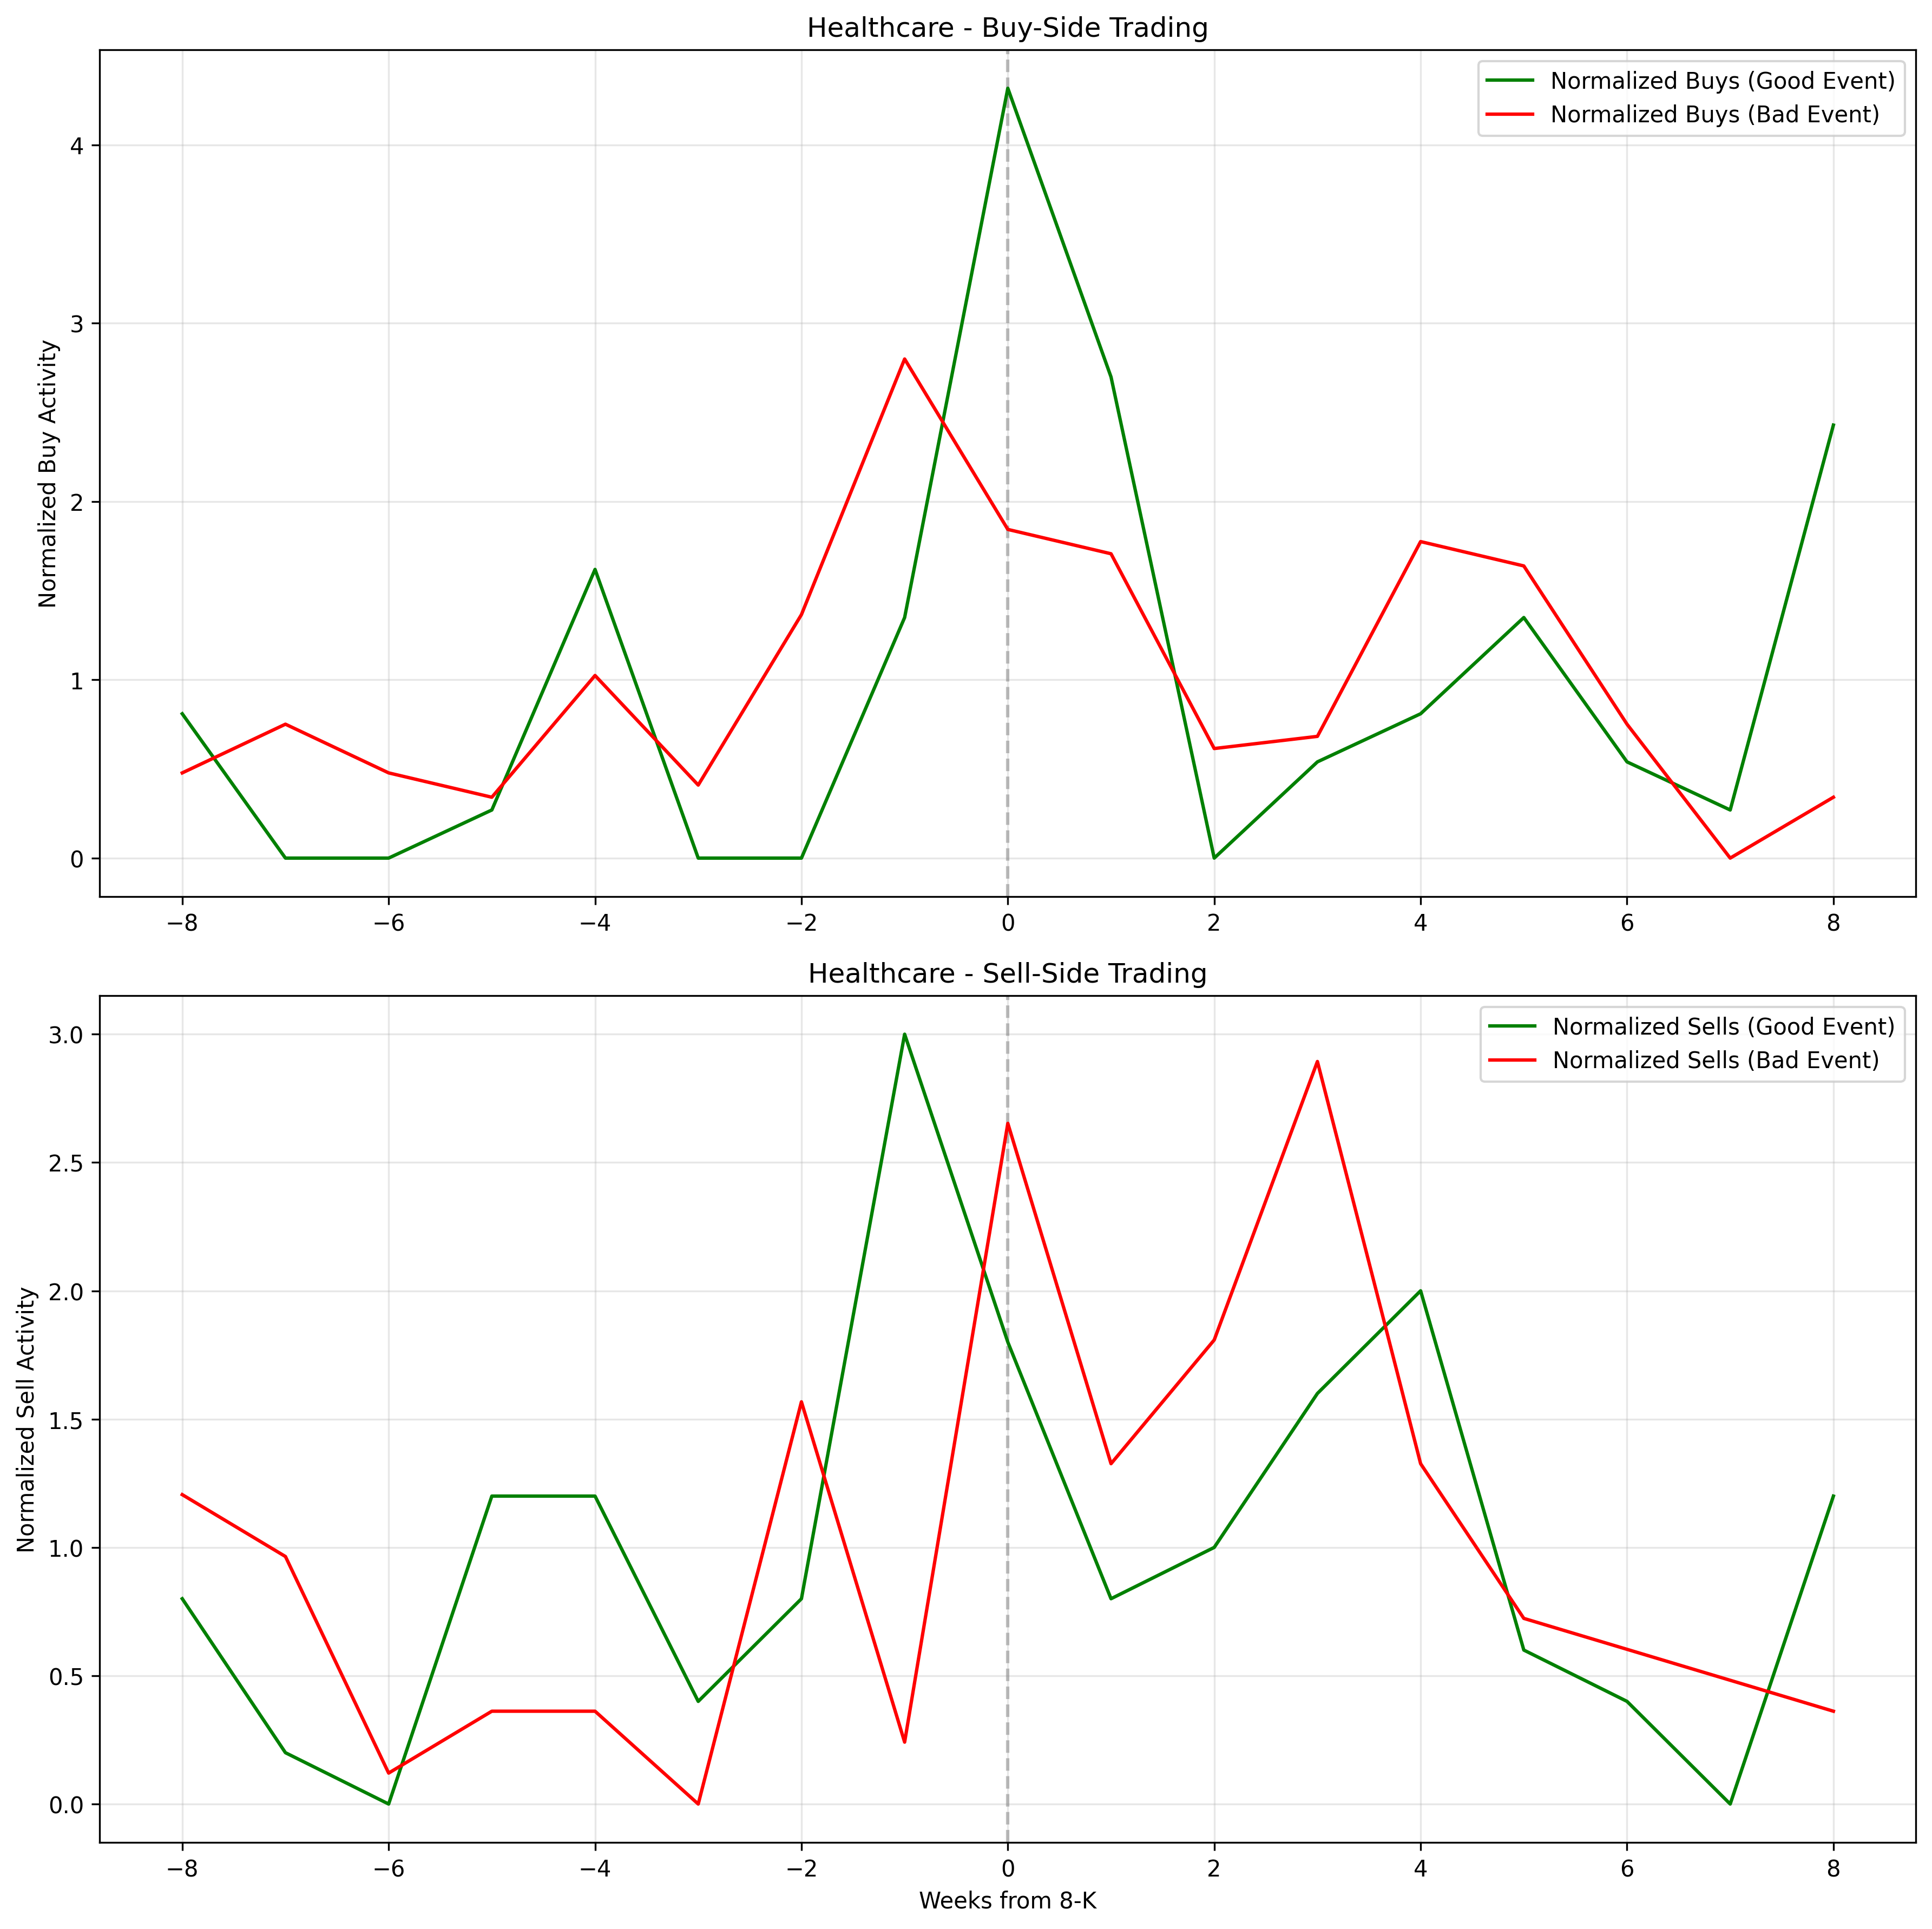 Healthcare - Buy-Side Trading
Normalized Buys (Good Event)
Normalized Buys (Bad Event)
Normalized Buy Activity
4
3
2
1
0
−8 −6 −4 −2 0 2 4 6 8
Healthcare - Sell-Side Trading
Normalized Sells (Good Event)
Normalized Sells (Bad Event)
Normalized Sell Activity
3.0
2.5
2.0
1.5
1.0
0.5
0.0
−8 −6 −4 −2 0 2 4 6 8
Weeks from 8-K